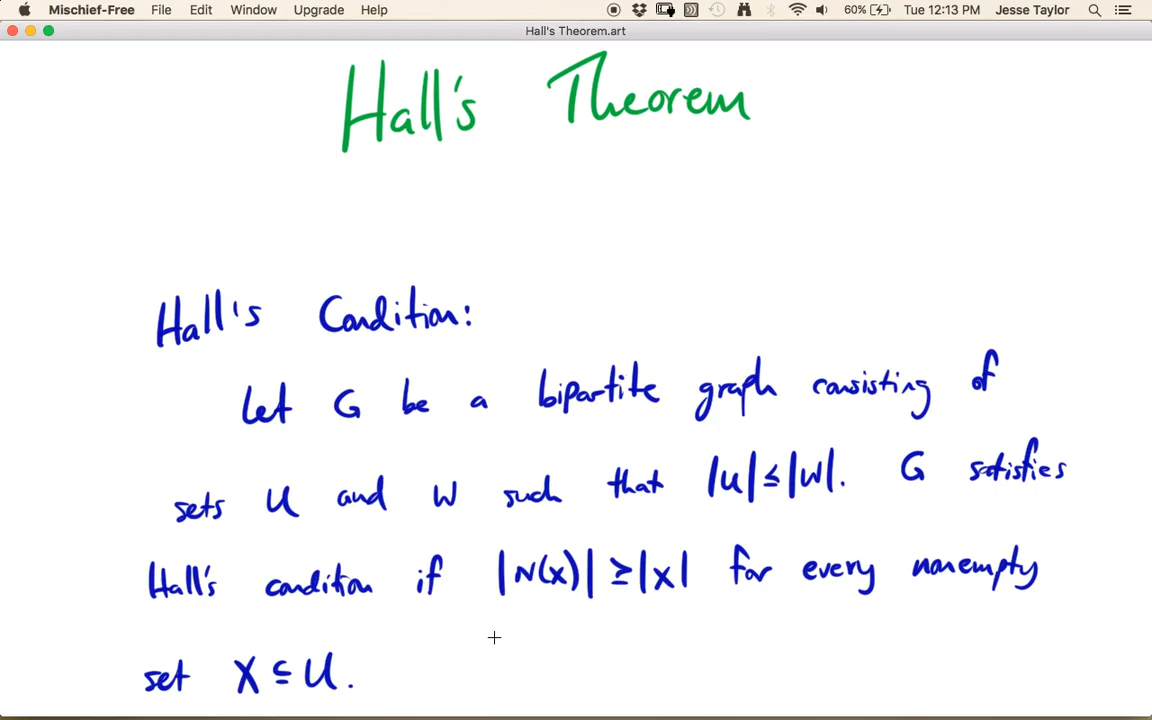 Mischief-Free File Edit Window Upgrade Help 60% Tue 12:13 PM Jesse Taylor
Hall's Theorem.art
Hall's Theorem
Hall's Condition:
Let G be a bipartite graph consisting of
sets U and W such that |U|≤|W|. G satisfies
Hall's condition if |N(X)| ≥ |X| for every nonempty
set X ⊆ U.